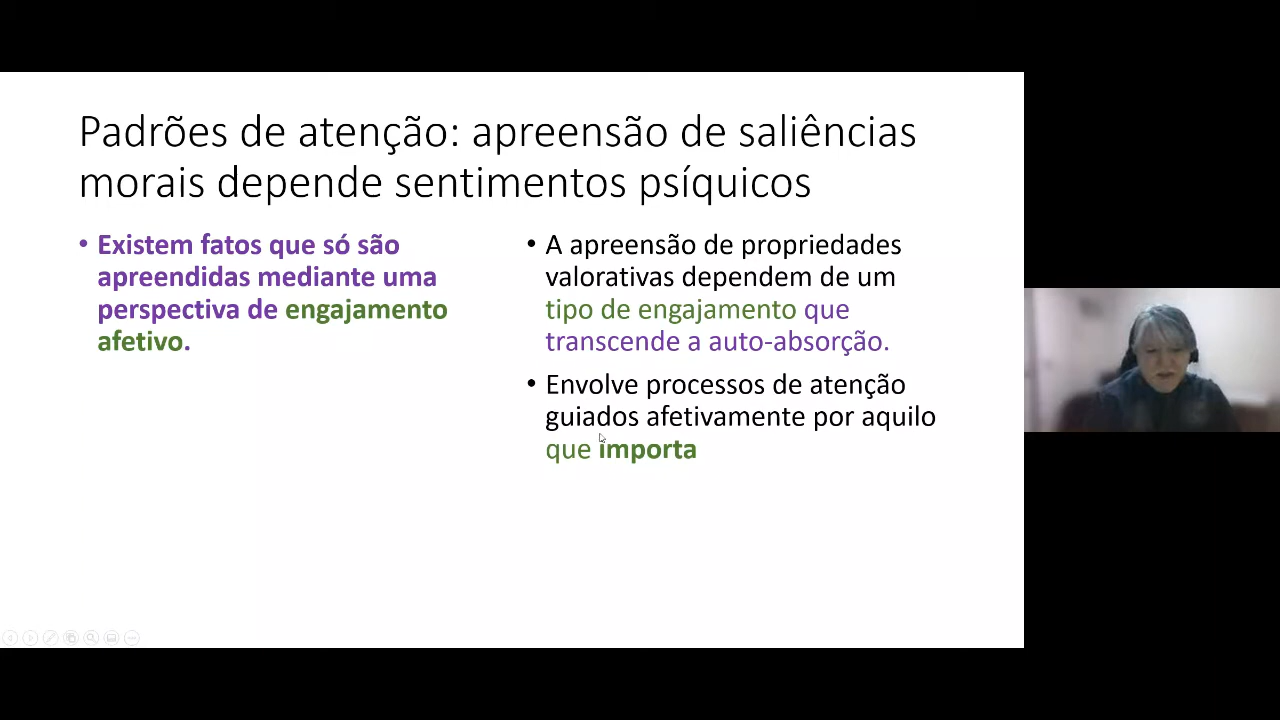 Padrões de atenção: apreensão de saliências
morais depende sentimentos psíquicos
• Existem fatos que só são
apreendidas mediante uma
perspectiva de engajamento
afetivo.
• A apreensão de propriedades
valorativas dependem de um
tipo de engajamento que
transcende a auto-absorção.
• Envolve processos de atenção
guiados afetivamente por aquilo
que importa